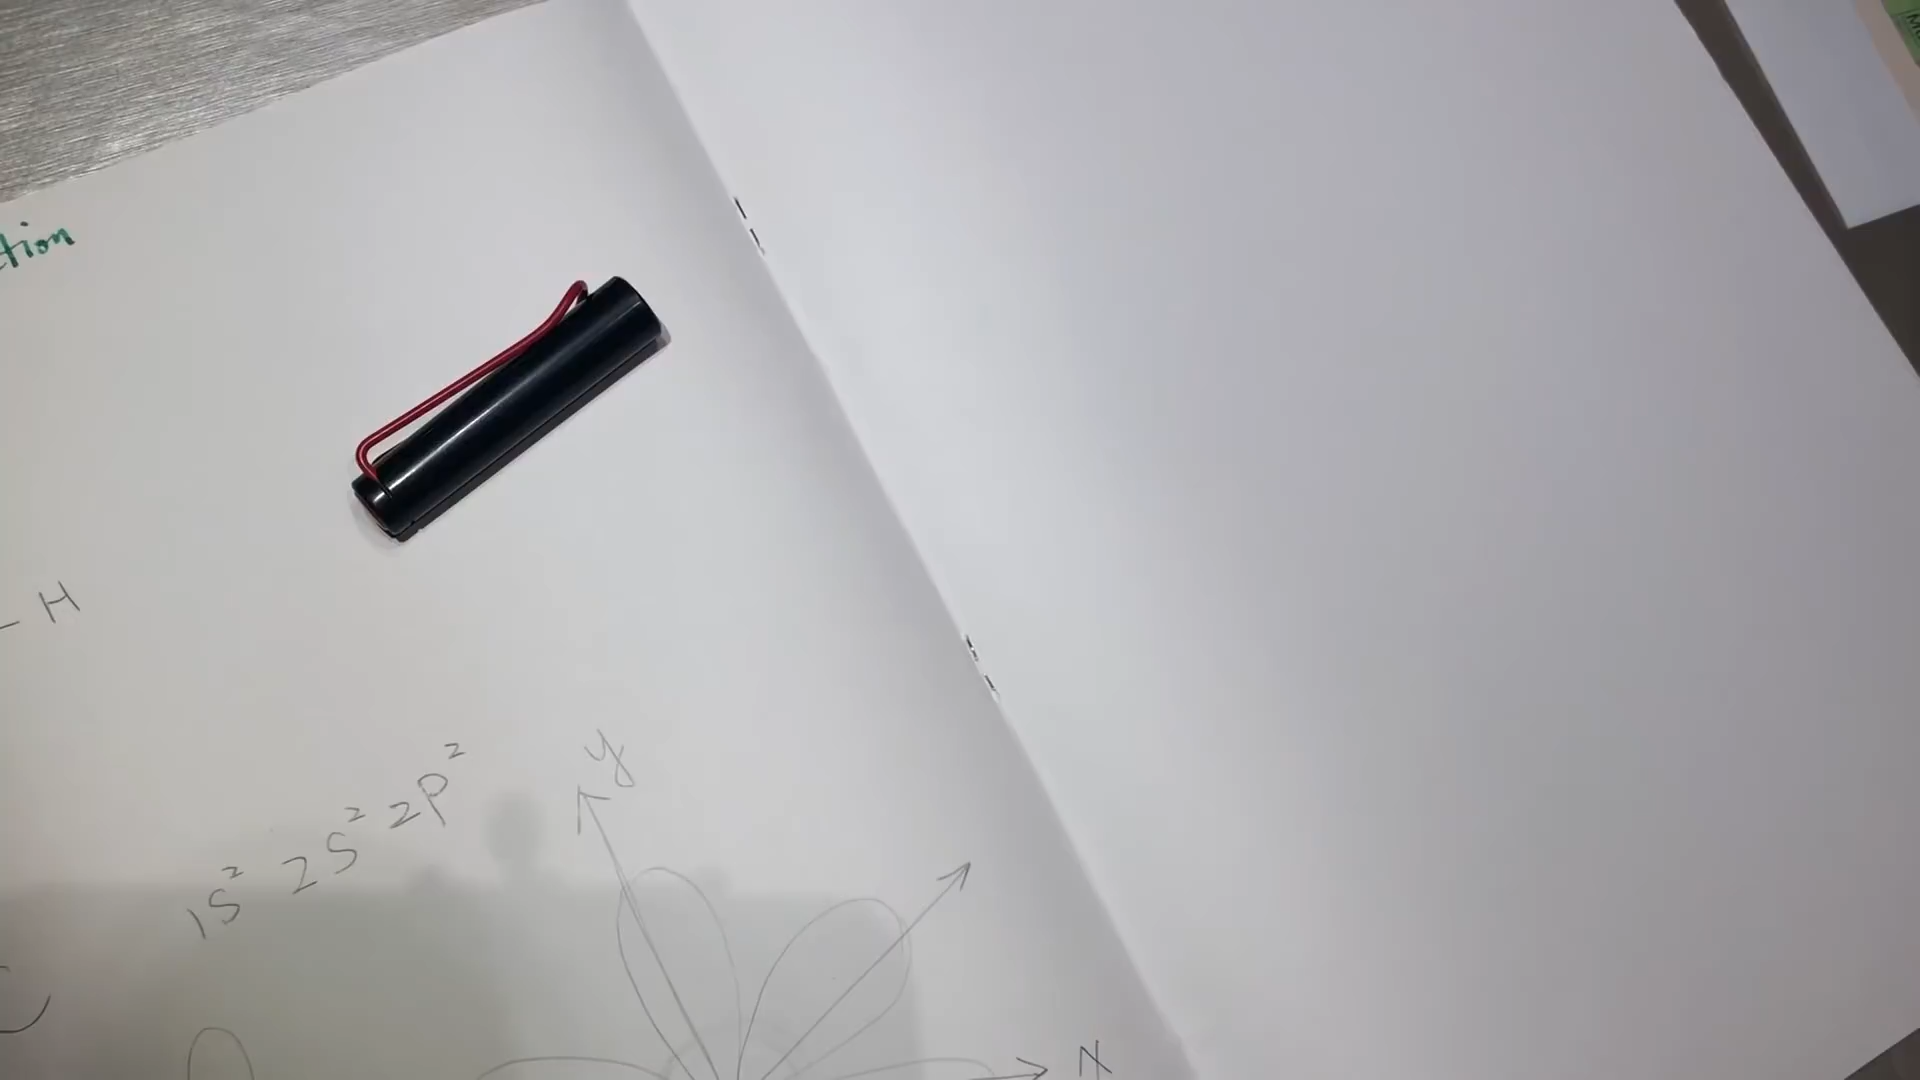 tion
- H
1s² 2s² 2p²
y
x